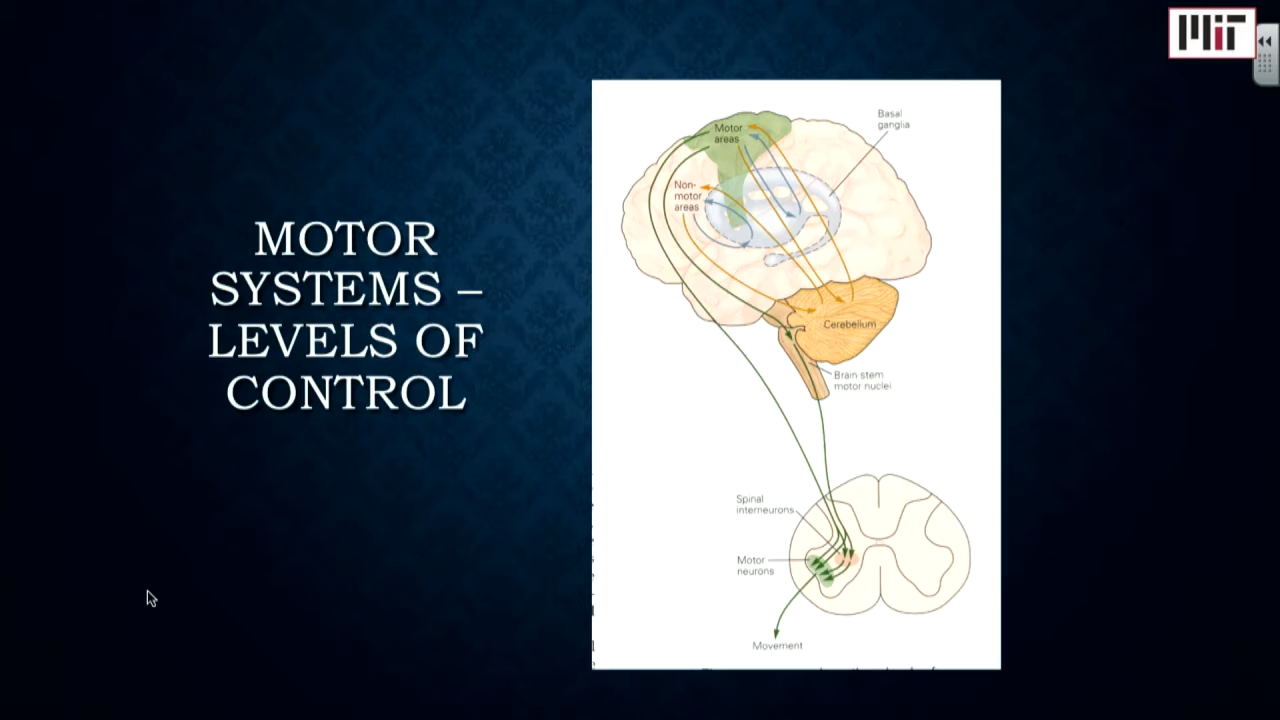 MIT
MOTOR
SYSTEMS –
LEVELS OF
CONTROL
Basal
ganglia
Motor
areas
Non-
motor
areas
Cerebellum
Brain stem
motor nuclei
Spinal
interneurons
Motor
neurons
Movement